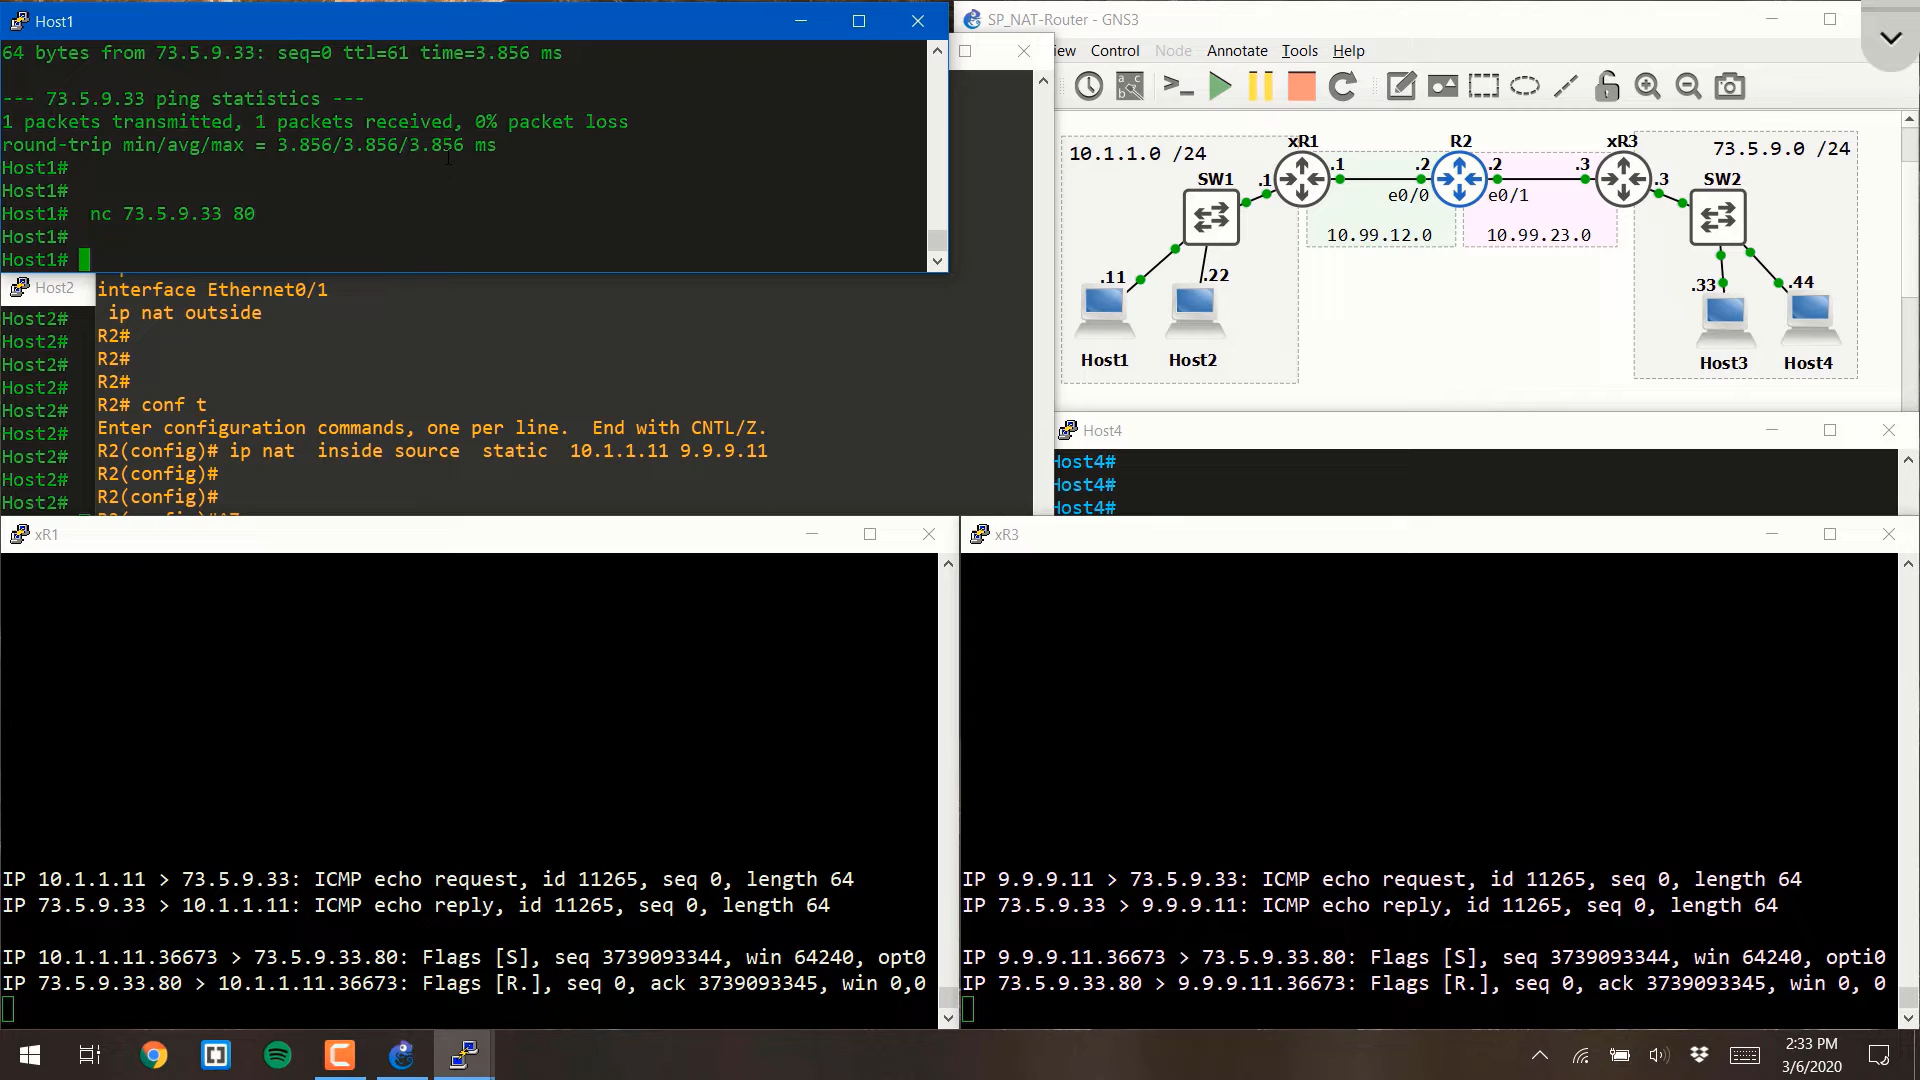 Host1
64 bytes from 73.5.9.33: seq=0 ttl=61 time=3.856 ms
--- 73.5.9.33 ping statistics ---
1 packets transmitted, 1 packets received, 0% packet loss
round-trip min/avg/max = 3.856/3.856/3.856 ms
Host1#
Host1#
Host1#  nc 73.5.9.33 80
Host1#
Host1#
Host2
Host2#
Host2#
Host2#
Host2#
Host2#
Host2#
Host2#
Host2#
Host2#
interface Ethernet0/1
 ip nat outside
R2#
R2#
R2#
R2# conf t
Enter configuration commands, one per line.  End with CNTL/Z.
R2(config)# ip nat  inside source  static  10.1.1.11 9.9.9.11
R2(config)#
R2(config)#
SP_NAT-Router - GNS3
iew Control Node Annotate Tools Help
10.1.1.0 /24
xR1
R2
xR3
73.5.9.0 /24
SW1
.1
.1
.2
.2
.3
.3
SW2
e0/0
e0/1
10.99.12.0
10.99.23.0
.11
.22
.33
.44
Host1
Host2
Host3
Host4
Host4
Host4#
Host4#
Host4#
xR1
IP 10.1.1.11 > 73.5.9.33: ICMP echo request, id 11265, seq 0, length 64
IP 73.5.9.33 > 10.1.1.11: ICMP echo reply, id 11265, seq 0, length 64
IP 10.1.1.11.36673 > 73.5.9.33.80: Flags [S], seq 3739093344, win 64240, opt0
IP 73.5.9.33.80 > 10.1.1.11.36673: Flags [R.], seq 0, ack 3739093345, win 0,0
xR3
IP 9.9.9.11 > 73.5.9.33: ICMP echo request, id 11265, seq 0, length 64
IP 73.5.9.33 > 9.9.9.11: ICMP echo reply, id 11265, seq 0, length 64
IP 9.9.9.11.36673 > 73.5.9.33.80: Flags [S], seq 3739093344, win 64240, opti0
IP 73.5.9.33.80 > 9.9.9.11.36673: Flags [R.], seq 0, ack 3739093345, win 0, 0
2:33 PM
3/6/2020